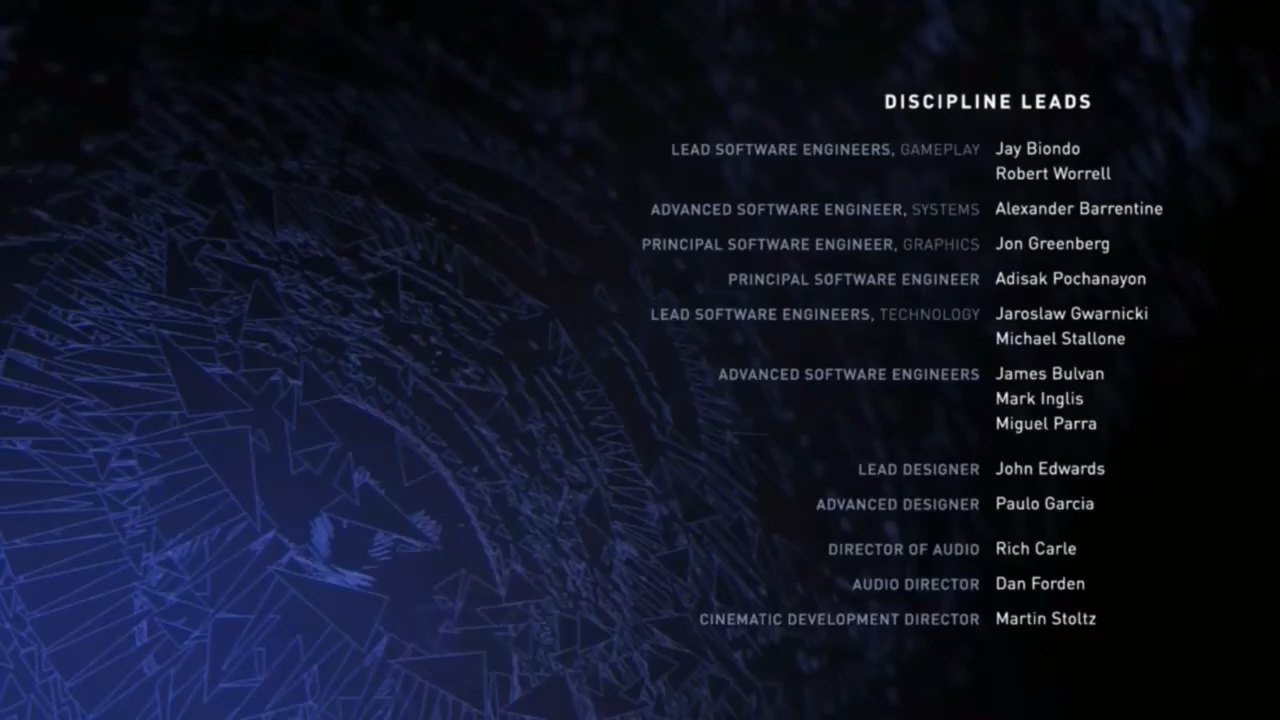 DISCIPLINE LEADS
LEAD SOFTWARE ENGINEERS, GAMEPLAY Jay Biondo
Robert Worrell
ADVANCED SOFTWARE ENGINEER, SYSTEMS Alexander Barrentine
PRINCIPAL SOFTWARE ENGINEER, GRAPHICS Jon Greenberg
PRINCIPAL SOFTWARE ENGINEER Adisak Pochanayon
LEAD SOFTWARE ENGINEERS, TECHNOLOGY Jaroslaw Gwarnicki
Michael Stallone
ADVANCED SOFTWARE ENGINEERS James Bulvan
Mark Inglis
Miguel Parra
LEAD DESIGNER John Edwards
ADVANCED DESIGNER Paulo Garcia
DIRECTOR OF AUDIO Rich Carle
AUDIO DIRECTOR Dan Forden
CINEMATIC DEVELOPMENT DIRECTOR Martin Stoltz